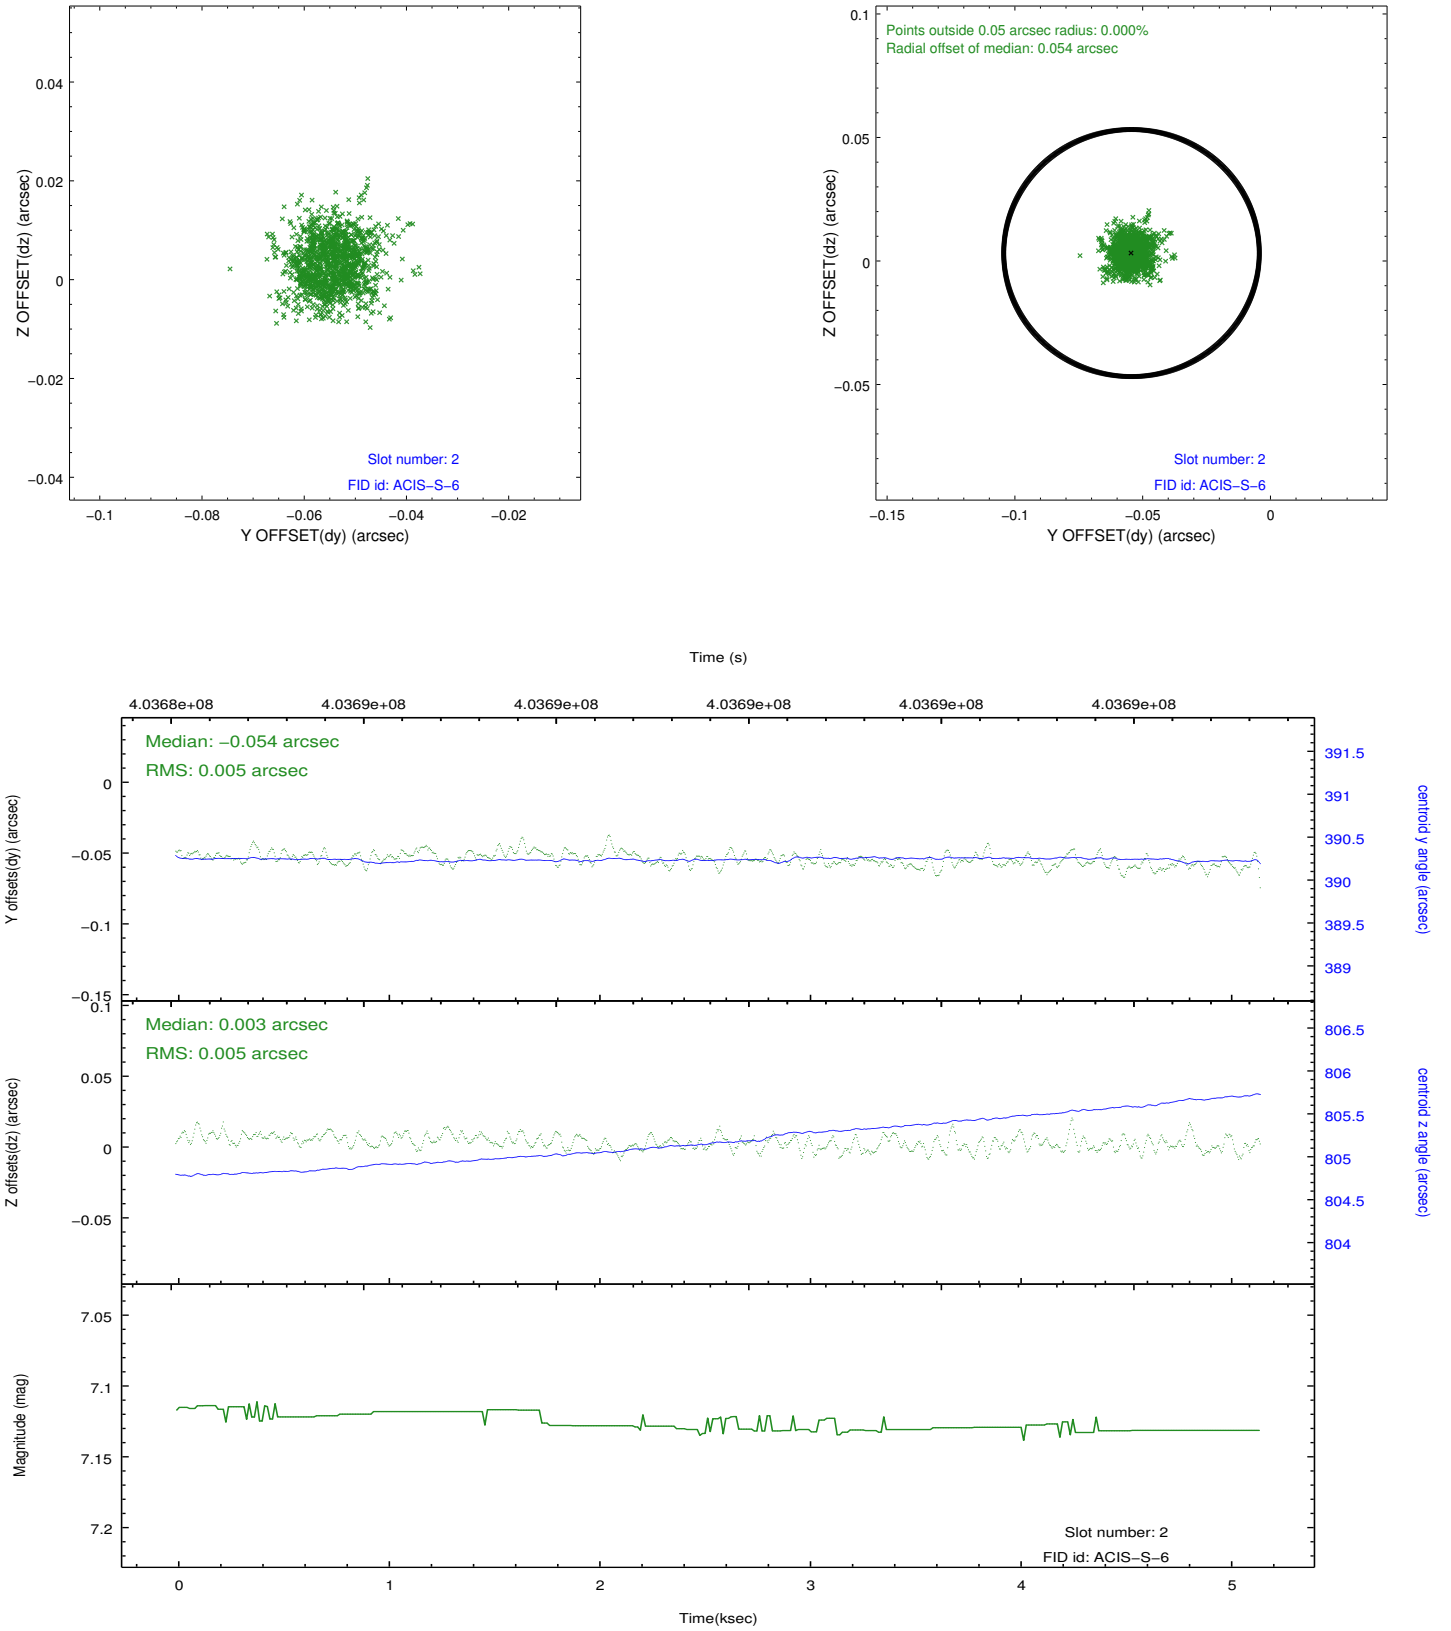 0.04
0.02
0
−0.02
−0.04
Z OFFSET(dz) (arcsec)
Slot number: 2
FID id: ACIS−S−6
−0.1
−0.08
−0.06
−0.04
−0.02
Y OFFSET(dy) (arcsec)
Points outside 0.05 arcsec radius: 0.000%
Radial offset of median: 0.054 arcsec
0.1
0.05
0
−0.05
Z OFFSET(dz) (arcsec)
Slot number: 2
FID id: ACIS−S−6
−0.15
−0.1
−0.05
0
Y OFFSET(dy) (arcsec)
Time (s)
4.0368e+08
4.0369e+08
4.0369e+08
4.0369e+08
4.0369e+08
4.0369e+08
Median: −0.054 arcsec
RMS: 0.005 arcsec
0
−0.05
−0.1
−0.15
Y offsets(dy) (arcsec)
391.5
391
390.5
390
389.5
389
centroid y angle (arcsec)
Median: 0.003 arcsec
RMS: 0.005 arcsec
0.1
0.05
0
−0.05
Z offsets(dz) (arcsec)
806.5
806
805.5
805
804.5
804
centroid z angle (arcsec)
7.05
7.1
7.15
7.2
Magnitude (mag)
Slot number: 2
FID id: ACIS−S−6
0
1
2
3
4
5
Time(ksec)